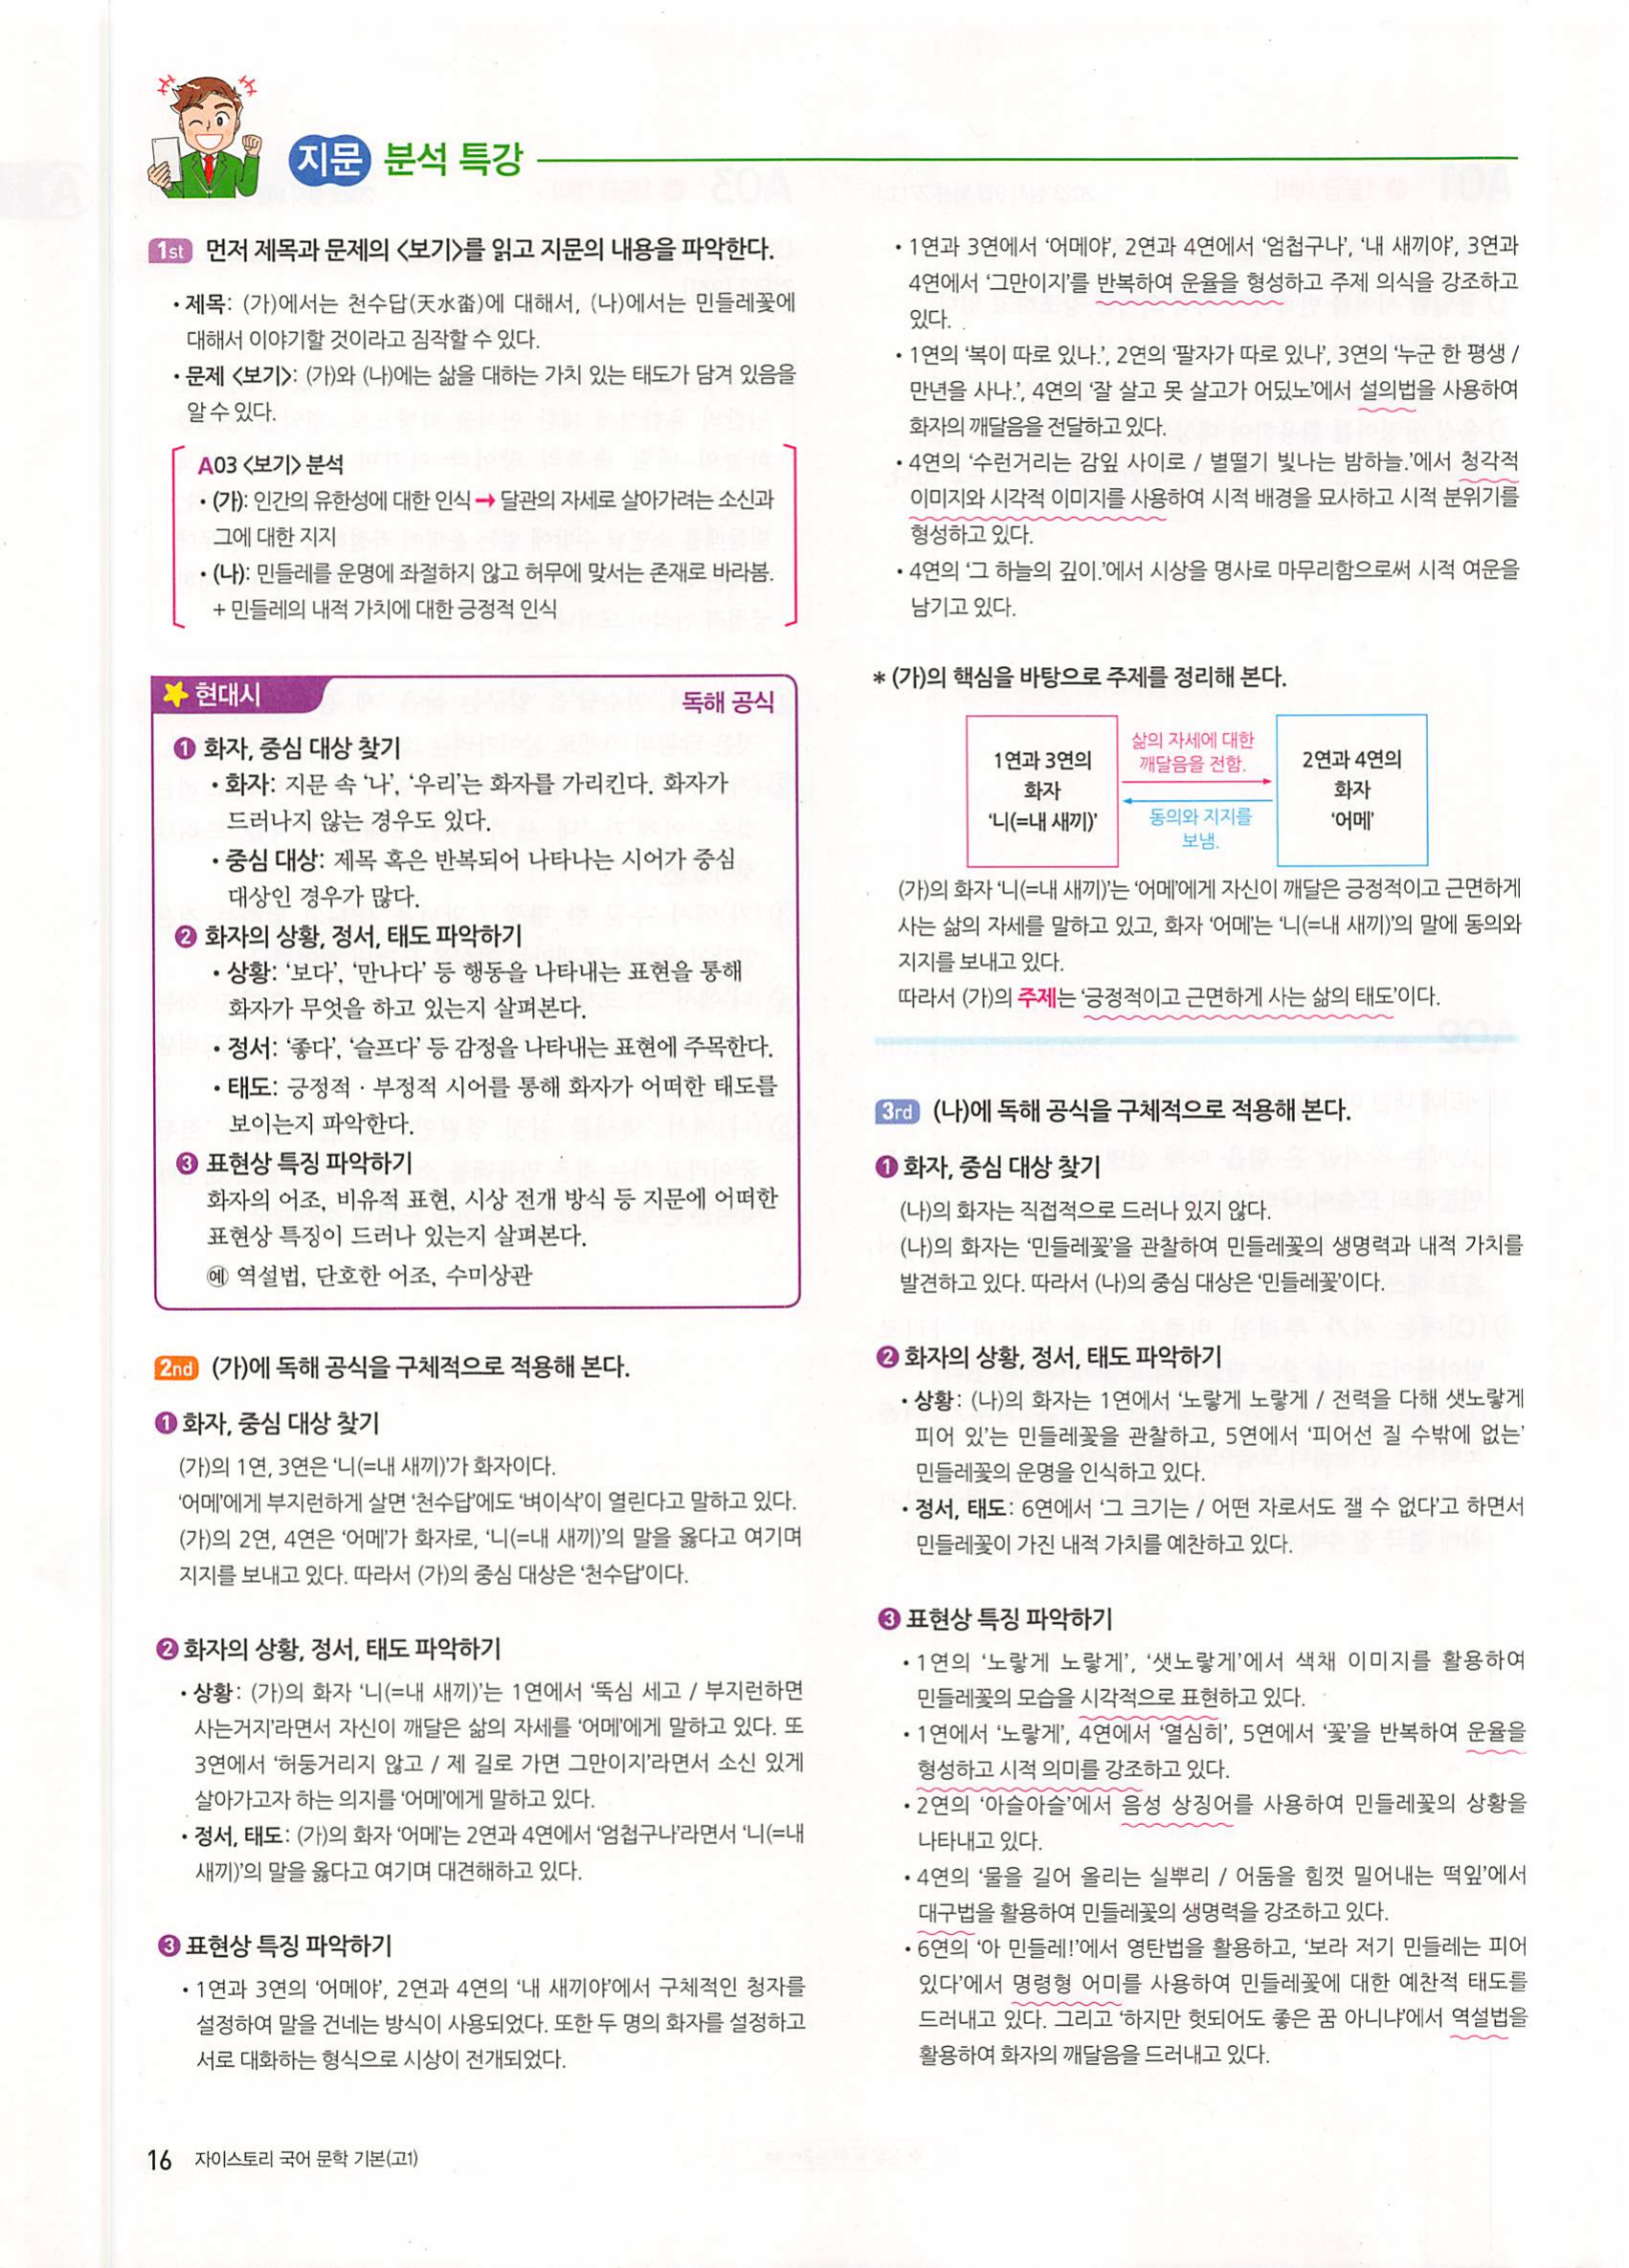 지문 분석 특강
1st 먼저 제목과 문제의 <보기>를 읽고 지문의 내용을 파악한다.
• 제목: (가)에서는 천수답(天水畓)에 대해서, (나)에서는 민들레꽃에
대해서 이야기할 것이라고 짐작할 수 있다.
• 문제 <보기>: (가)와 (나)에는 삶을 대하는 가치 있는 태도가 담겨 있음을
알 수 있다.
A03 <보기> 분석
• (가): 인간의 유한성에 대한 인식 → 달관의 자세로 살아가려는 소신과
그에 대한 지지
• (나): 민들레를 운명에 좌절하지 않고 허무에 맞서는 존재로 바라봄.
+ 민들레의 내적 가치에 대한 긍정적 인식
현대시 독해 공식
❶ 화자, 중심 대상 찾기
• 화자: 지문 속 ‘나’, ‘우리’는 화자를 가리킨다. 화자가
드러나지 않는 경우도 있다.
• 중심 대상: 제목 혹은 반복되어 나타나는 시어가 중심
대상인 경우가 많다.
❷ 화자의 상황, 정서, 태도 파악하기
• 상황: ‘보다’, ‘만나다’ 등 행동을 나타내는 표현을 통해
화자가 무엇을 하고 있는지 살펴본다.
• 정서: ‘좋다’, ‘슬프다’ 등 감정을 나타내는 표현에 주목한다.
• 태도: 긍정적 · 부정적 시어를 통해 화자가 어떠한 태도를
보이는지 파악한다.
❸ 표현상 특징 파악하기
화자의 어조, 비유적 표현, 시상 전개 방식 등 지문에 어떠한
표현상 특징이 드러나 있는지 살펴본다.
예 역설법, 단호한 어조, 수미상관
2nd (가)에 독해 공식을 구체적으로 적용해 본다.
❶ 화자, 중심 대상 찾기
(가)의 1연, 3연은 ‘니(=내 새끼)’가 화자이다.
‘어메’에게 부지런하게 살면 ‘천수답’에도 ‘벼이삭’이 열린다고 말하고 있다.
(가)의 2연, 4연은 ‘어메’가 화자로, ‘니(=내 새끼)’의 말을 옳다고 여기며
지지를 보내고 있다. 따라서 (가)의 중심 대상은 ‘천수답’이다.
❷ 화자의 상황, 정서, 태도 파악하기
• 상황: (가)의 화자 ‘니(=내 새끼)’는 1연에서 ‘뚝심 세고 / 부지런하면
사는거지’라면서 자신이 깨달은 삶의 자세를 ‘어메’에게 말하고 있다. 또
3연에서 ‘허둥거리지 않고 / 제 길로 가면 그만이지’라면서 소신 있게
살아가고자 하는 의지를 ‘어메’에게 말하고 있다.
• 정서, 태도: (가)의 화자 ‘어메’는 2연과 4연에서 ‘엄첩구나’라면서 ‘니(=내
새끼)’의 말을 옳다고 여기며 대견해하고 있다.
❸ 표현상 특징 파악하기
• 1연과 3연의 ‘어메야’, 2연과 4연의 ‘내 새끼야’에서 구체적인 청자를
설정하여 말을 건네는 방식이 사용되었다. 또한 두 명의 화자를 설정하고
서로 대화하는 형식으로 시상이 전개되었다.
• 1연과 3연에서 ‘어메야’, 2연과 4연에서 ‘엄첩구나’, ‘내 새끼야’, 3연과
4연에서 ‘그만이지’를 반복하여 운율을 형성하고 주제 의식을 강조하고
있다.
• 1연의 ‘복이 따로 있나.’, 2연의 ‘팔자가 따로 있나’, 3연의 ‘누군 한 평생 /
만년을 사나.’, 4연의 ‘잘 살고 못 살고가 어딨노’에서 설의법을 사용하여
화자의 깨달음을 전달하고 있다.
• 4연의 ‘수런거리는 감잎 사이로 / 별떨기 빛나는 밤하늘.’에서 청각적
이미지와 시각적 이미지를 사용하여 시적 배경을 묘사하고 시적 분위기를
형성하고 있다.
• 4연의 ‘그 하늘의 깊이.’에서 시상을 명사로 마무리함으로써 시적 여운을
남기고 있다.
* (가)의 핵심을 바탕으로 주제를 정리해 본다.
1연과 3연의
화자
‘니(=내 새끼)’
삶의 자세에 대한
깨달음을 전함.
동의와 지지를
보냄.
2연과 4연의
화자
‘어메’
(가)의 화자 ‘니(=내 새끼)’는 ‘어메’에게 자신이 깨달은 긍정적이고 근면하게
사는 삶의 자세를 말하고 있고, 화자 ‘어메’는 ‘니(=내 새끼)’의 말에 동의와
지지를 보내고 있다.
따라서 (가)의 주제는 ‘긍정적이고 근면하게 사는 삶의 태도’이다.
3rd (나)에 독해 공식을 구체적으로 적용해 본다.
❶ 화자, 중심 대상 찾기
(나)의 화자는 직접적으로 드러나 있지 않다.
(나)의 화자는 ‘민들레꽃’을 관찰하여 민들레꽃의 생명력과 내적 가치를
발견하고 있다. 따라서 (나)의 중심 대상은 ‘민들레꽃’이다.
❷ 화자의 상황, 정서, 태도 파악하기
• 상황: (나)의 화자는 1연에서 ‘노랗게 노랗게 / 전력을 다해 샛노랗게
피어 있’는 민들레꽃을 관찰하고, 5연에서 ‘피어선 질 수밖에 없는’
민들레꽃의 운명을 인식하고 있다.
• 정서, 태도: 6연에서 ‘그 크기는 / 어떤 자로서도 잴 수 없다’고 하면서
민들레꽃이 가진 내적 가치를 예찬하고 있다.
❸ 표현상 특징 파악하기
• 1연의 ‘노랗게 노랗게’, ‘샛노랗게’에서 색채 이미지를 활용하여
민들레꽃의 모습을 시각적으로 표현하고 있다.
• 1연에서 ‘노랗게’, 4연에서 ‘열심히’, 5연에서 ‘꽃’을 반복하여 운율을
형성하고 시적 의미를 강조하고 있다.
• 2연의 ‘아슬아슬’에서 음성 상징어를 사용하여 민들레꽃의 상황을
나타내고 있다.
• 4연의 ‘물을 길어 올리는 실뿌리 / 어둠을 힘껏 밀어내는 떡잎’에서
대구법을 활용하여 민들레꽃의 생명력을 강조하고 있다.
• 6연의 ‘아 민들레!’에서 영탄법을 활용하고, ‘보라 저기 민들레는 피어
있다’에서 명령형 어미를 사용하여 민들레꽃에 대한 예찬적 태도를
드러내고 있다. 그리고 ‘하지만 헛되어도 좋은 꿈 아니냐’에서 역설법을
활용하여 화자의 깨달음을 드러내고 있다.
16 자이스토리 국어 문학 기본(고1)